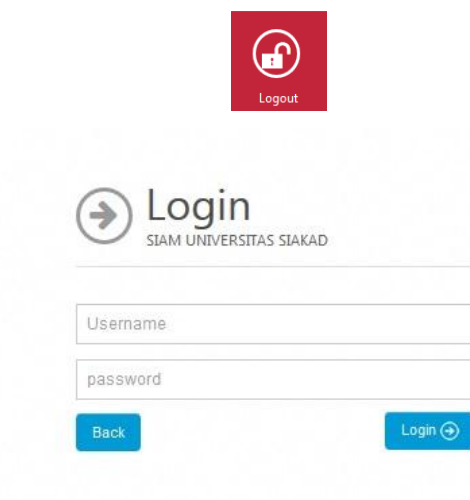 Logout
Login
SIAM UNIVERSITAS SIAKAD
Username
password
Back
Login